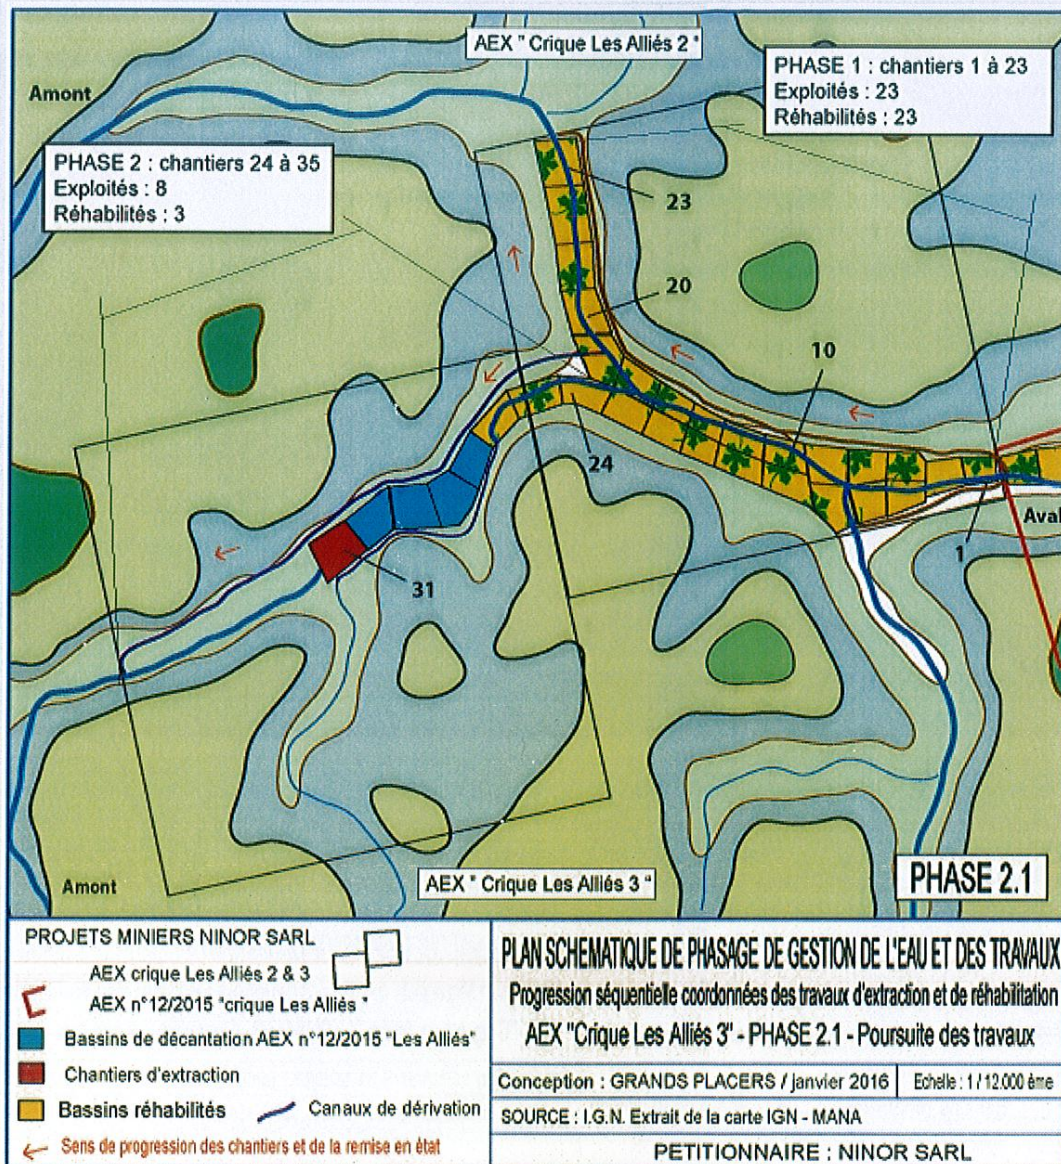 AEX " Crique Les Alliés 2 "
Amont
PHASE 1 : chantiers 1 à 23
Exploités : 23
Réhabilités : 23
PHASE 2 : chantiers 24 à 35
Exploités : 8
Réhabilités : 3
23
20
10
24
1
Aval
31
Amont
AEX " Crique Les Alliés 3 "
PHASE 2.1
PROJETS MINIERS NINOR SARL
AEX crique Les Alliés 2 & 3
AEX n°12/2015 "crique Les Alliés "
Bassins de décantation AEX n°12/2015 "Les Alliés"
Chantiers d'extraction
Bassins réhabilités
Canaux de dérivation
Sens de progression des chantiers et de la remise en état
PLAN SCHEMATIQUE DE PHASAGE DE GESTION DE L'EAU ET DES TRAVAUX
Progression séquentielle coordonnées des travaux d'extraction et de réhabilitation
AEX "Crique Les Alliés 3" - PHASE 2.1 - Poursuite des travaux
Conception : GRANDS PLACERS / janvier 2016
Echelle : 1 / 12.000 ème
SOURCE : I.G.N. Extrait de la carte IGN - MANA
PETITIONNAIRE : NINOR SARL